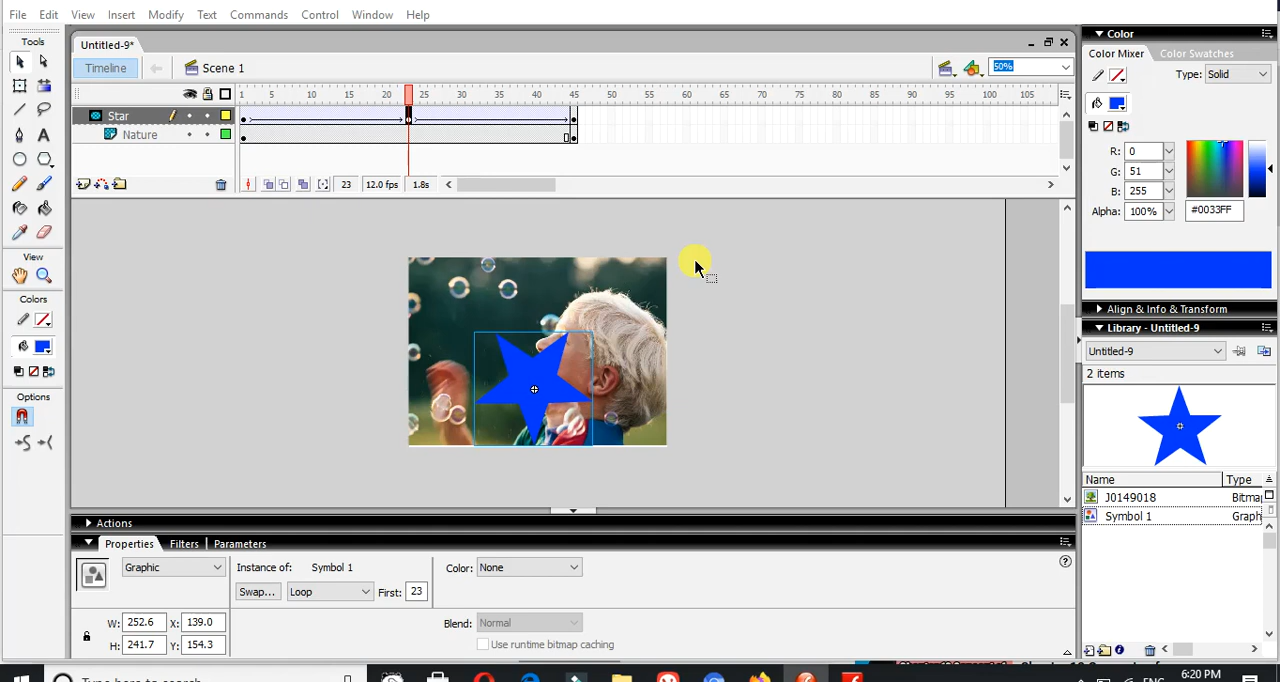 File Edit View Insert Modify Text Commands Control Window Help
Tools
Untitled-9*
Timeline
Scene 1
50%
1 5 10 15 20 25 30 35 40 45 50 55 60 65 70 75 80 85 90 95 100 105
Star
Nature
23 12.0 fps 1.8s
View
Colors
Options
Color
Color Mixer Color Swatches
Type: Solid
R: 0
G: 51
B: 255
Alpha: 100% #0033FF
Align & Info & Transform
Library - Untitled-9
Untitled-9
2 items
Name Type
J0149018 Bitma
Symbol 1 Graph
Actions
Properties Filters Parameters
Graphic
Instance of: Symbol 1
Swap... Loop First: 23
Color: None
W: 252.6 X: 139.0
H: 241.7 Y: 154.3
Blend: Normal
Use runtime bitmap caching
ENG
6:20 PM